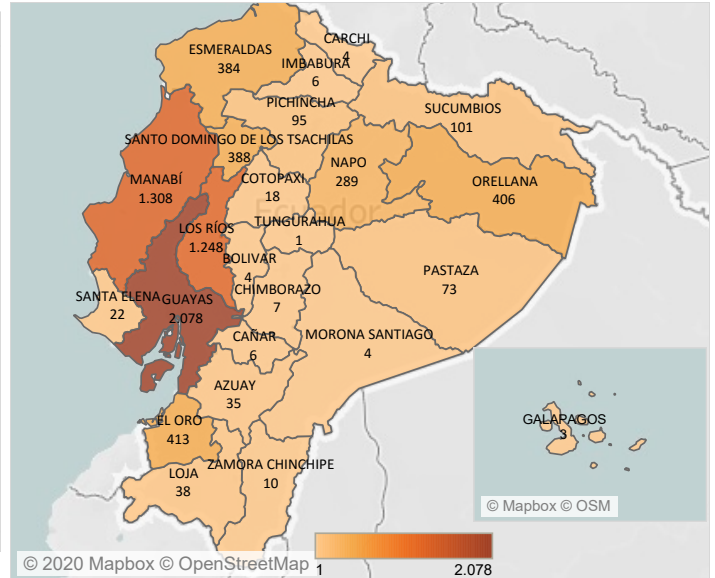 CARCHI
4
ESMERALDAS
384
IMBABURA
6
PICHINCHA
95
SUCUMBIOS
101
SANTO DOMINGO DE LOS TSACHILAS
388
NAPO
289
COTOPAXI
18
MANABÍ
1.308
ORELLANA
406
Ecuador
TUNGURAHUA
1
LOS RÍOS
1.248
BOLIVAR
4
PASTAZA
73
CHIMBORAZO
7
SANTA ELENA
22
GUAYAS
2.078
CAÑAR
6
MORONA SANTIAGO
4
AZUAY
35
EL ORO
413
GALAPAGOS
3
LOJA
38
ZAMORA CHINCHIPE
10
© Mapbox © OSM
© 2020 Mapbox © OpenStreetMap
1
2.078